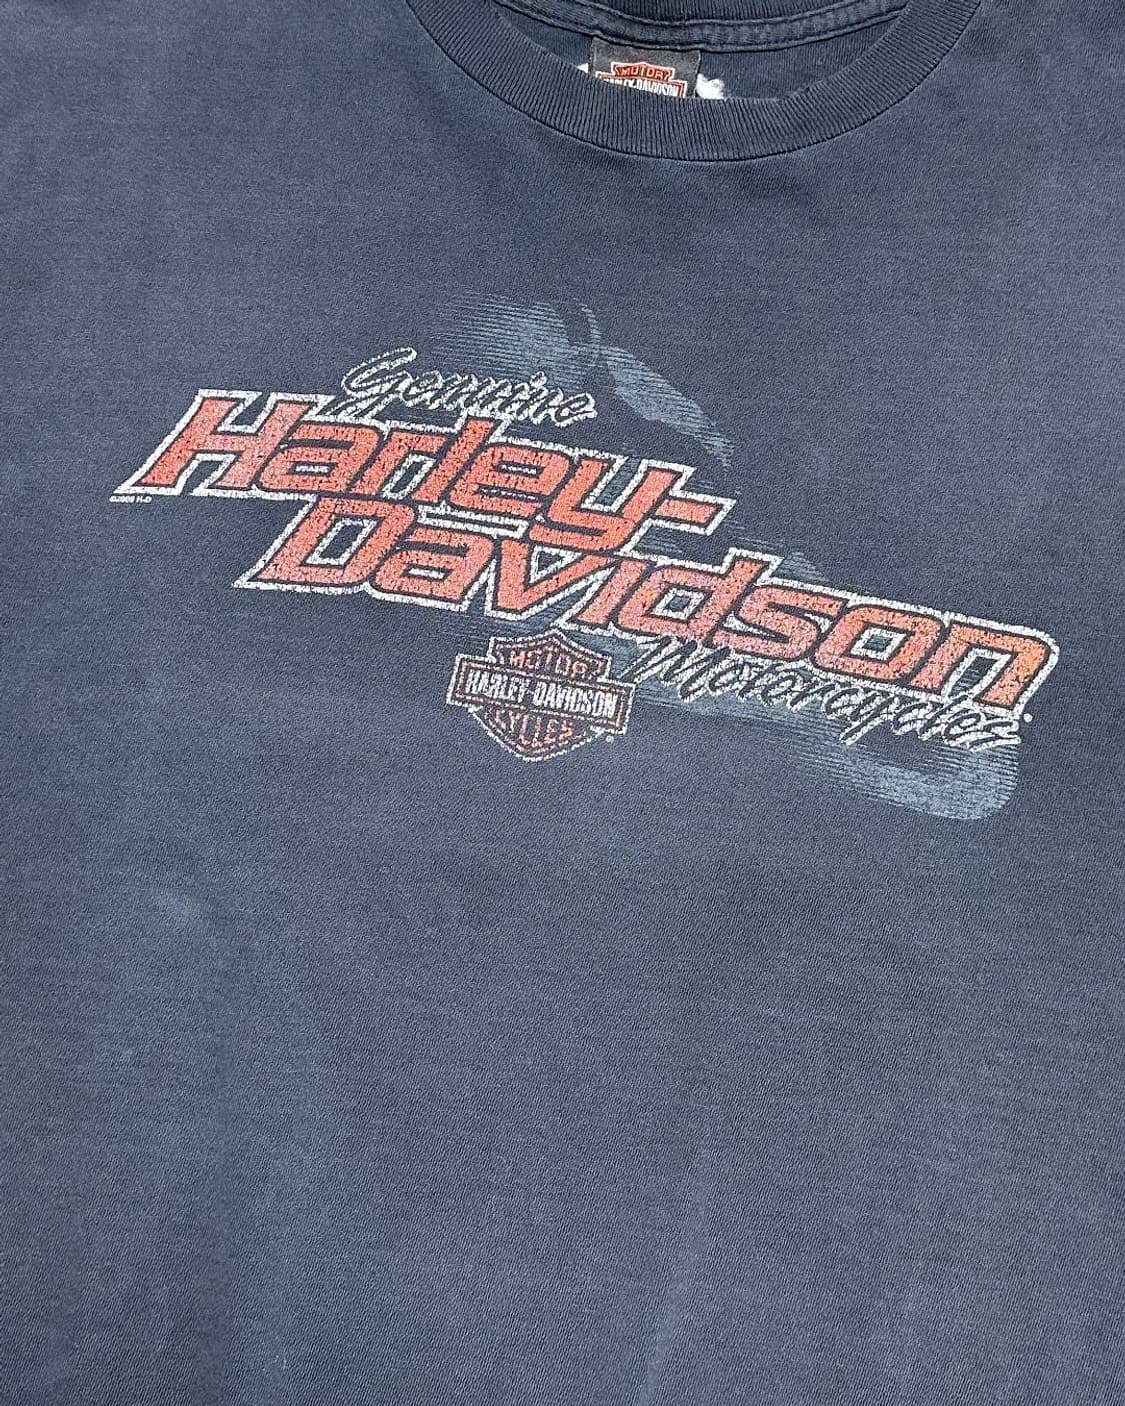 MOTOR
HARLEY-DAVIDSON
Genuine
Harley-
Davidson
Motorcycles
MOTOR
HARLEY-DAVIDSON
CYCLES